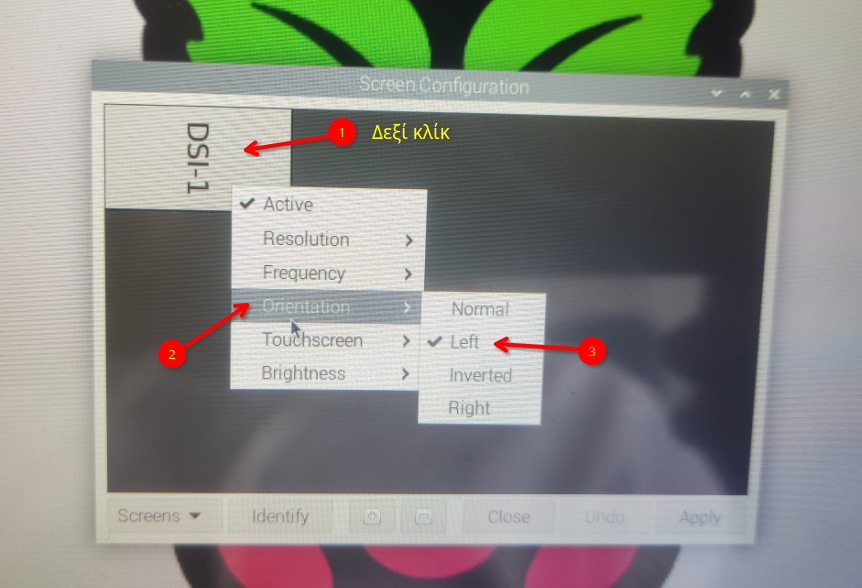 Screen Configuration
1 Δεξί κλίκ
DSI-1
Active
Resolution
Frequency
2 Orientation
Touchscreen
Brightness
Normal
Left 3
Inverted
Right
Screens
Identify
Close
Undo
Apply